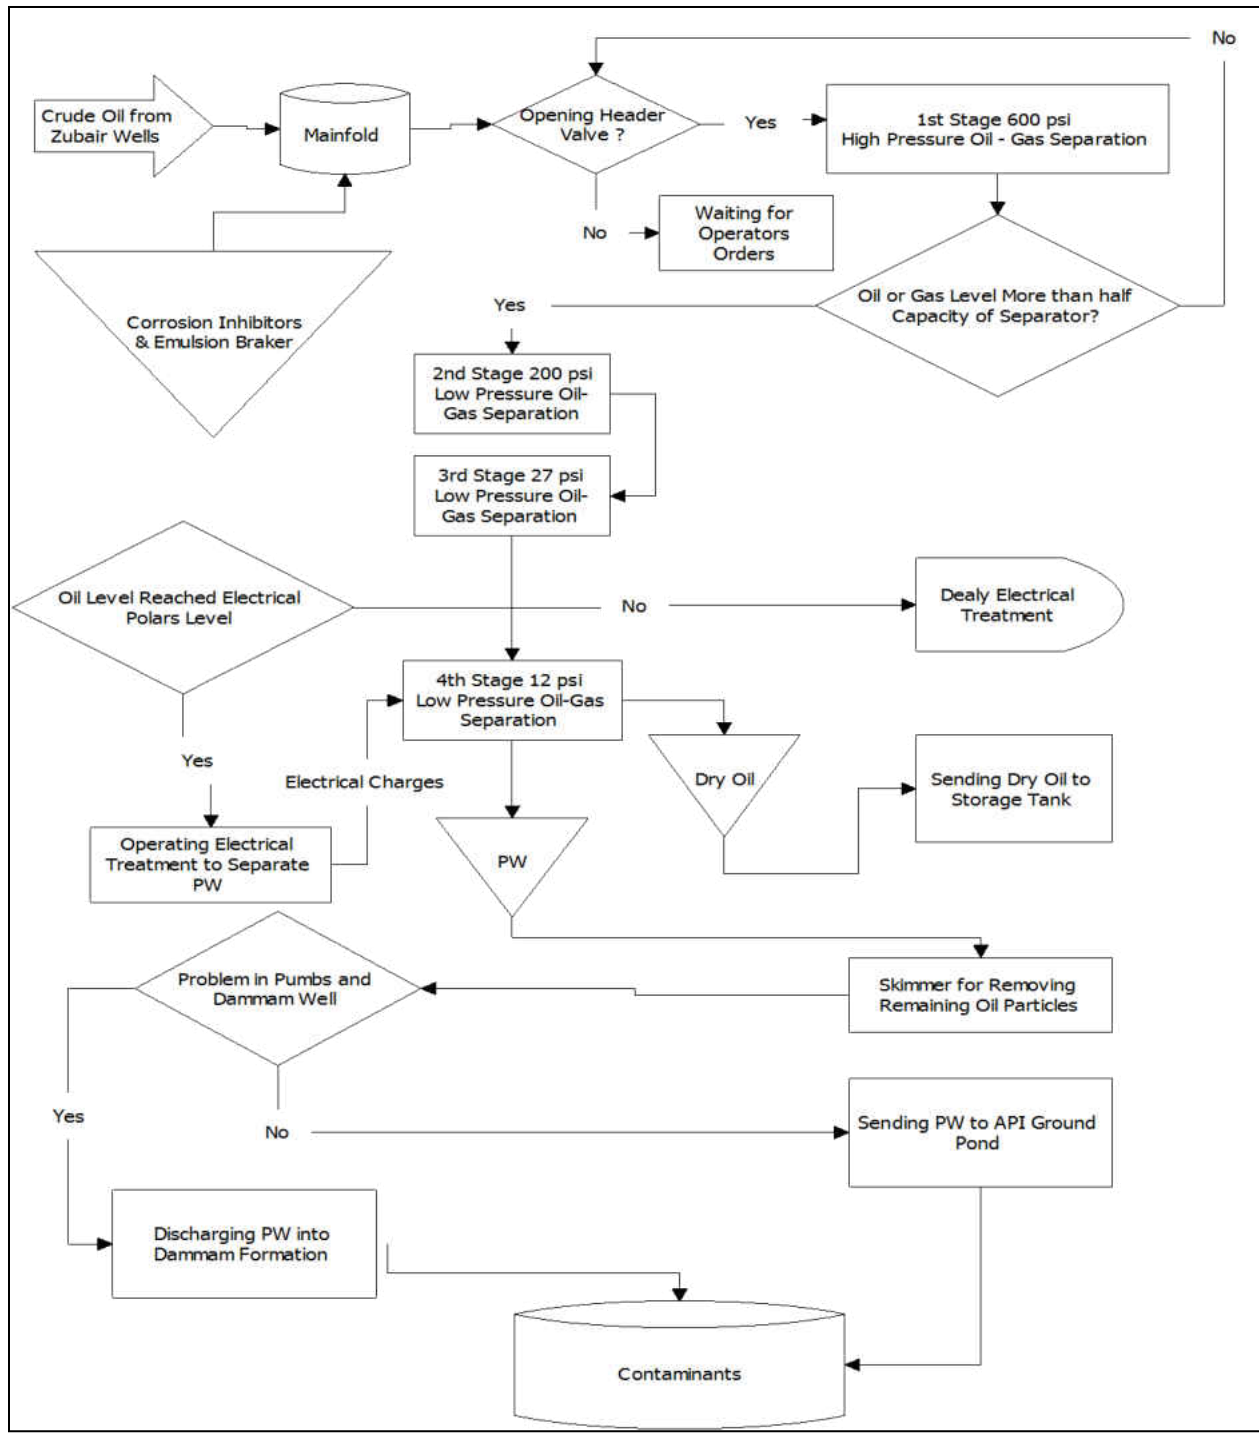 No
Crude Oil from
Zubair Wells
Mainfold
Opening Header
Valve ?
Yes
1st Stage 600 psi
High Pressure Oil - Gas Separation
No
Waiting for
Operators
Orders
Oil or Gas Level More than half
Capacity of Separator?
Yes
Corrosion Inhibitors
& Emulsion Braker
2nd Stage 200 psi
Low Pressure Oil-
Gas Separation
3rd Stage 27 psi
Low Pressure Oil-
Gas Separation
Oil Level Reached Electrical
Polars Level
No
Dealy Electrical
Treatment
4th Stage 12 psi
Low Pressure Oil-Gas
Separation
Yes
Electrical Charges
Dry Oil
Sending Dry Oil to
Storage Tank
Operating Electrical
Treatment to Separate
PW
PW
Problem in Pumbs and
Dammam Well
Skimmer for Removing
Remaining Oil Particles
Yes
No
Sending PW to API Ground
Pond
Discharging PW into
Dammam Formation
Contaminants